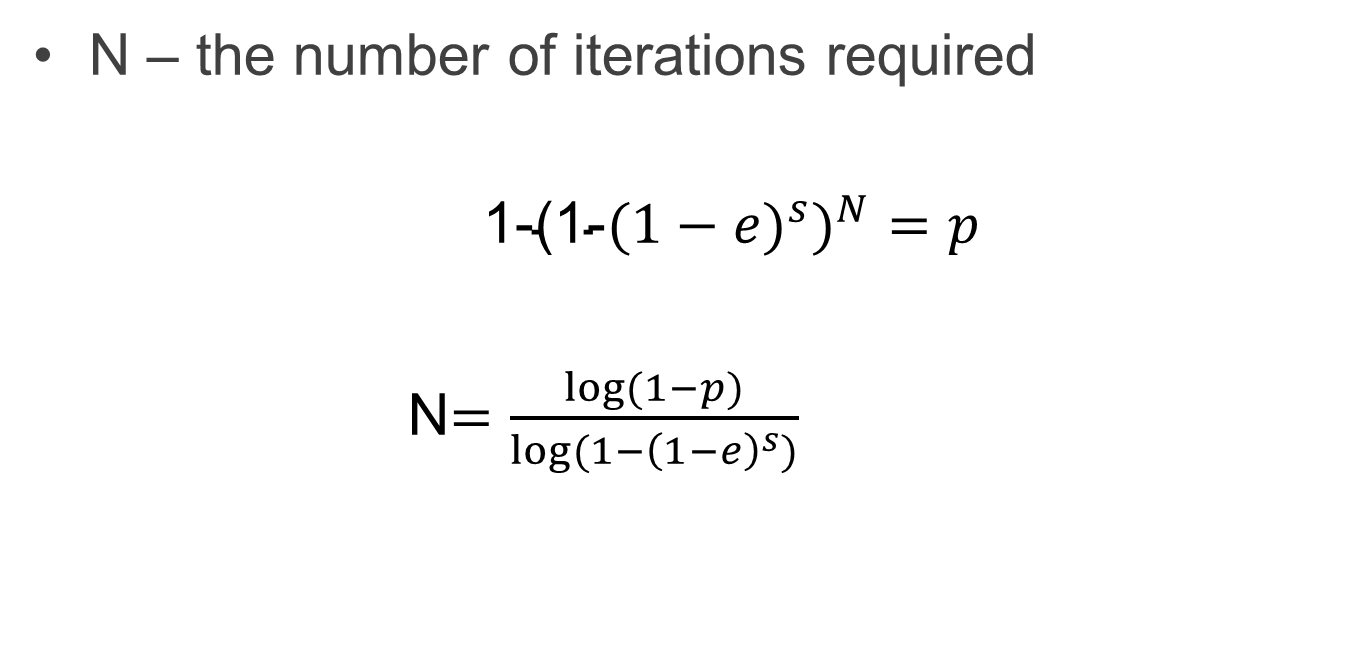 • N – the number of iterations required
1-(1-(1 − e)ˢ)ᴺ = p
N= log(1−p) / log(1−(1−e)ˢ)